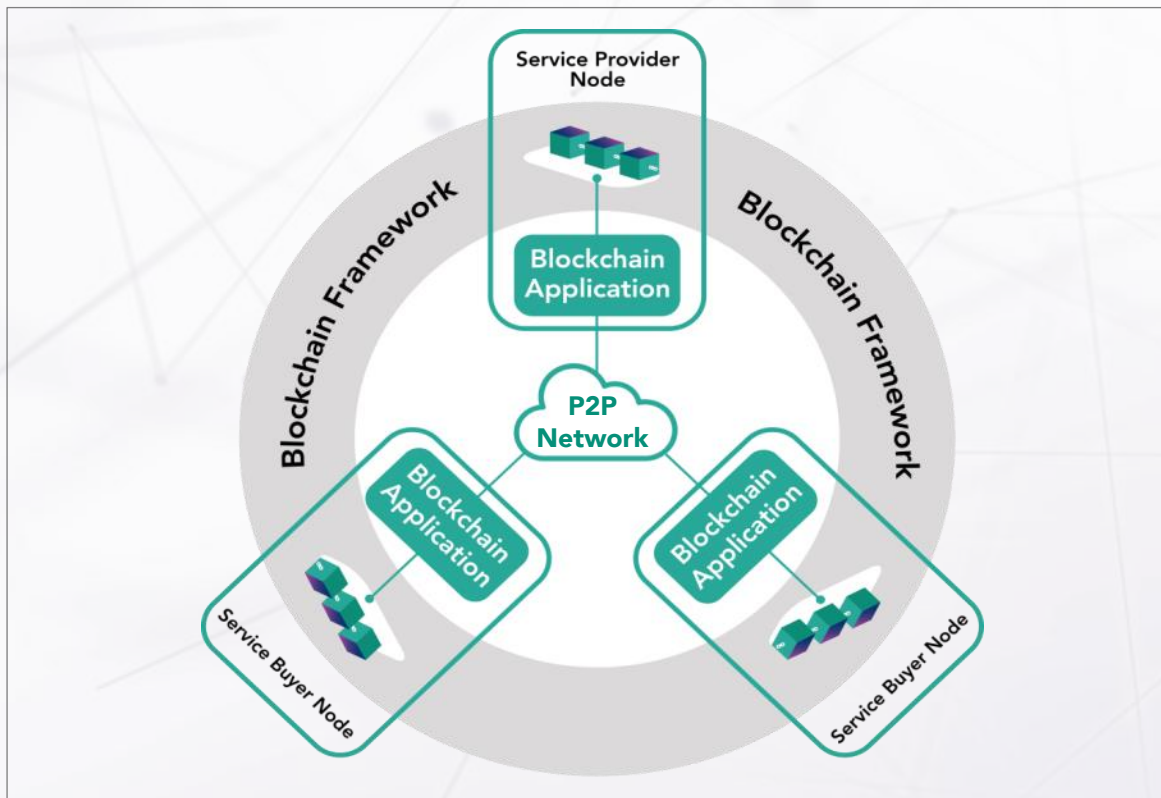 Service Provider
Node
Blockchain Framework
Blockchain Framework
Blockchain
Application
P2P
Network
Blockchain
Application
Blockchain
Application
Service Buyer Node
Service Buyer Node